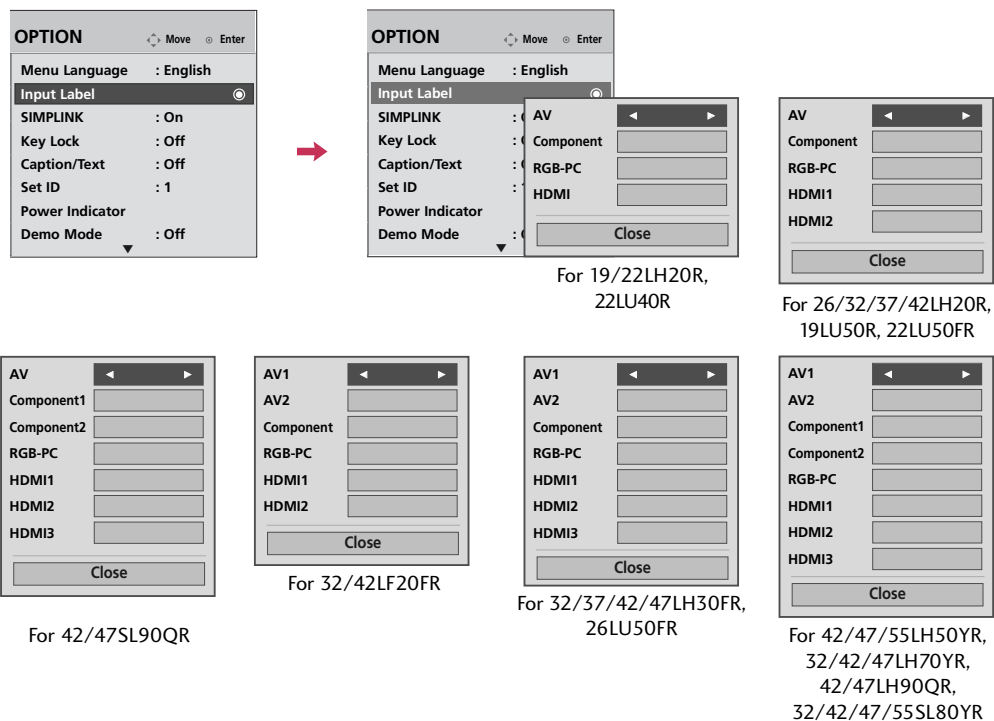 OPTION Move Enter
Menu Language : English
Input Label
SIMPLINK : On
Key Lock : Off
Caption/Text : Off
Set ID : 1
Power Indicator
Demo Mode : Off
OPTION Move Enter
Menu Language : English
Input Label
SIMPLINK :
Key Lock :
Caption/Text :
Set ID :
Power Indicator
Demo Mode :
AV
Component
RGB-PC
HDMI
Close
For 19/22LH20R,
22LU40R
AV
Component
RGB-PC
HDMI1
HDMI2
Close
For 26/32/37/42LH20R,
19LU50R, 22LU50FR
AV
Component1
Component2
RGB-PC
HDMI1
HDMI2
HDMI3
Close
For 42/47SL90QR
AV1
AV2
Component
RGB-PC
HDMI1
HDMI2
Close
For 32/42LF20FR
AV1
AV2
Component
RGB-PC
HDMI1
HDMI2
HDMI3
Close
For 32/37/42/47LH30FR,
26LU50FR
AV1
AV2
Component1
Component2
RGB-PC
HDMI1
HDMI2
HDMI3
Close
For 42/47/55LH50YR,
32/42/47LH70YR,
42/47LH90QR,
32/42/47/55SL80YR